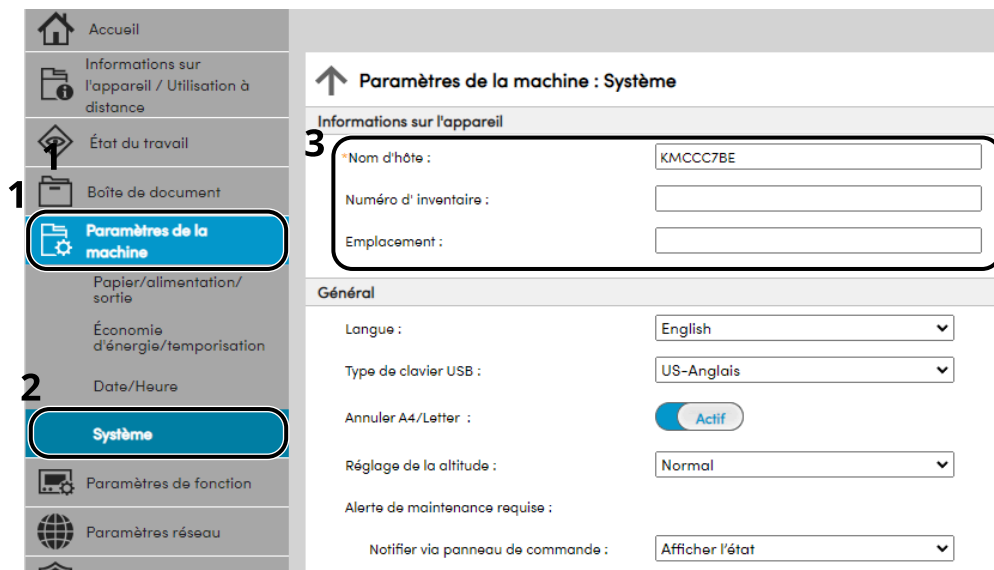 Accueil
Informations sur
l'appareil / Utilisation à
distance
État du travail
1
1
Boîte de document
Paramètres de la
machine
Papier/alimentation/
sortie
Économie
d'énergie/temporisation
Date/Heure
2
Système
Paramètres de fonction
Paramètres réseau
Paramètres de la machine : Système
Informations sur l'appareil
3
*Nom d'hôte : KMCCC7BE
Numéro d' inventaire :
Emplacement :
Général
Langue : English
Type de clavier USB : US-Anglais
Annuler A4/Letter : Actif
Réglage de la altitude : Normal
Alerte de maintenance requise :
Notifier via panneau de commande : Afficher l'état